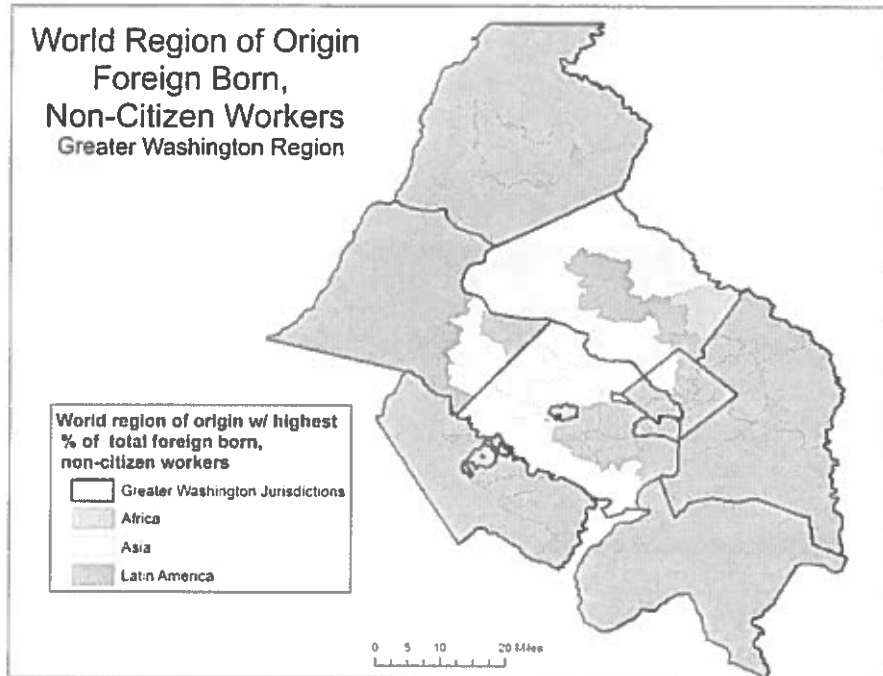 World Region of Origin
Foreign Born,
Non-Citizen Workers
Greater Washington Region
World region of origin w/ highest
% of total foreign born,
non-citizen workers
Greater Washington Jurisdictions
Africa
Asia
Latin America
0 5 10 20 Miles